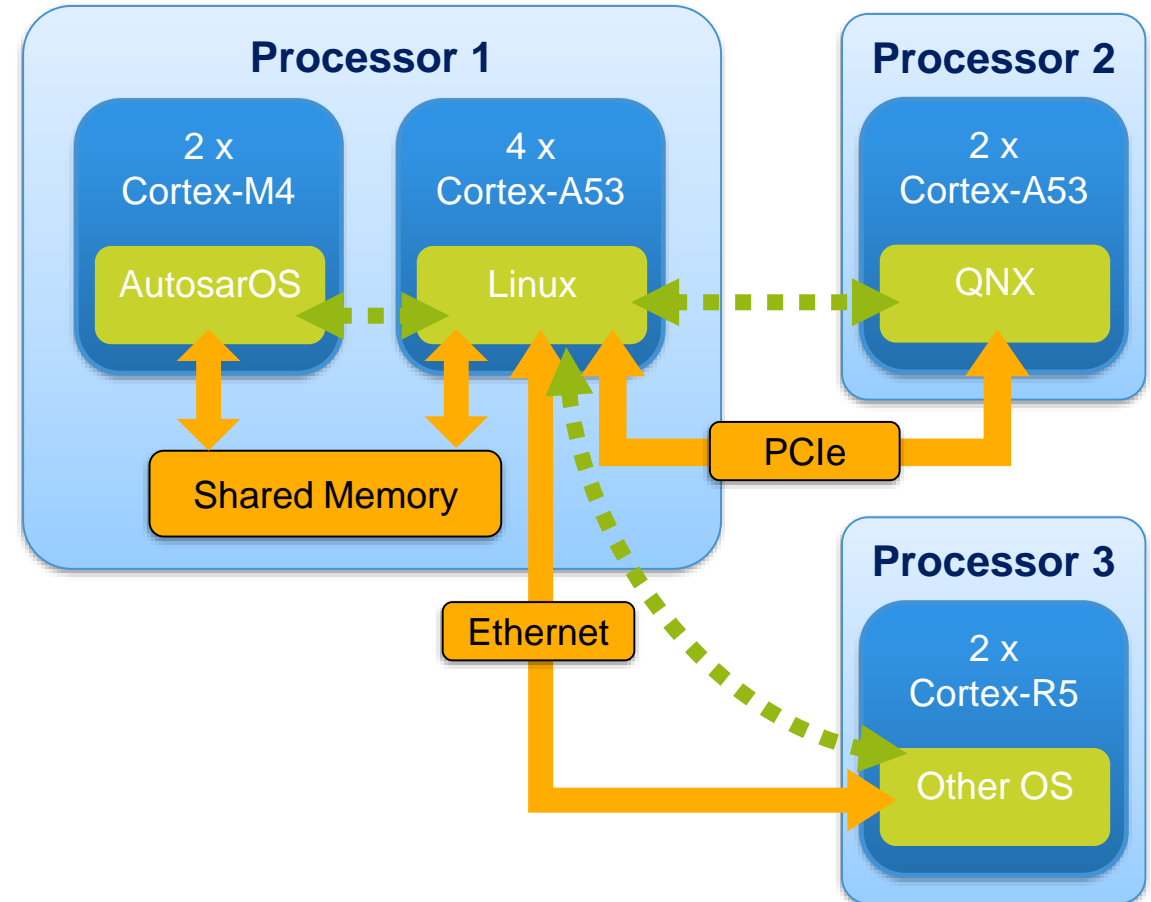 Processor 1
2 x
Cortex-M4
AutosarOS
4 x
Cortex-A53
Linux
Shared Memory
Processor 2
2 x
Cortex-A53
QNX
PCIe
Ethernet
Processor 3
2 x
Cortex-R5
Other OS